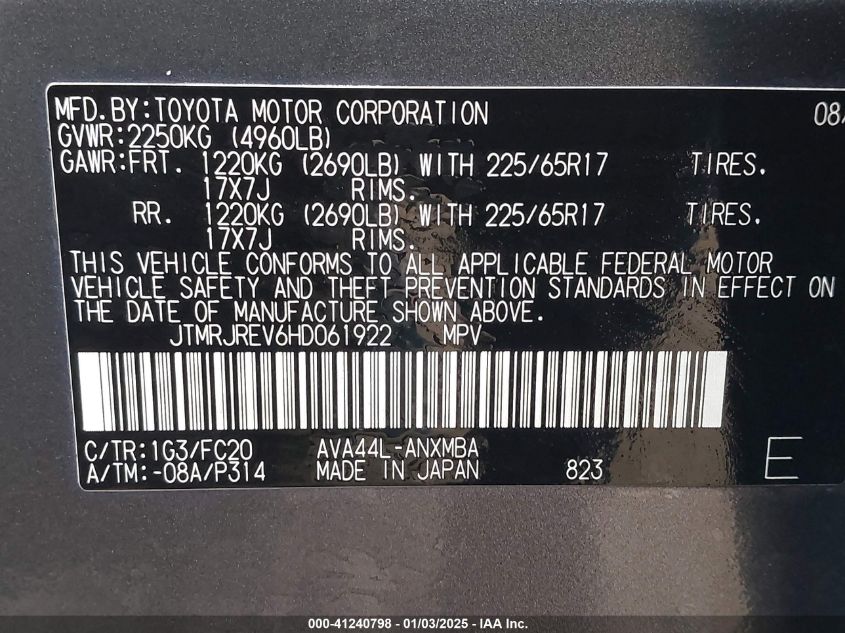 MFD.BY:TOYOTA MOTOR CORPORATION 08/
GVWR:2250KG (4960LB)
GAWR:FRT. 1220KG (2690LB) WITH 225/65R17 TIRES.
17X7J RIMS.
RR. 1220KG (2690LB) WITH 225/65R17 TIRES.
17X7J RIMS.
THIS VEHICLE CONFORMS TO ALL APPLICABLE FEDERAL MOTOR
VEHICLE SAFETY AND THEFT PREVENTION STANDARDS IN EFFECT ON
THE DATE OF MANUFACTURE SHOWN ABOVE.
JTMRJREV6HD061922 MPV
C/TR:1G3/FC20 AVA44L-ANXMBA
A/TM:-08A/P314 MADE IN JAPAN 823 E
000-41240798 - 01/03/2025 - IAA Inc.